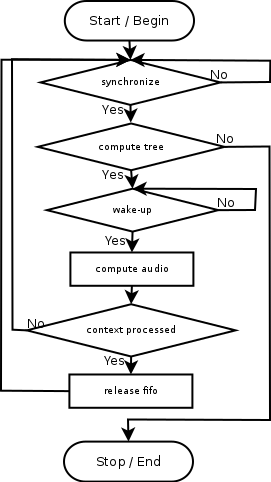 Start / Begin
synchronize
No
Yes
compute tree
No
Yes
wake-up
No
Yes
compute audio
context processed
No
Yes
release fifo
Stop / End